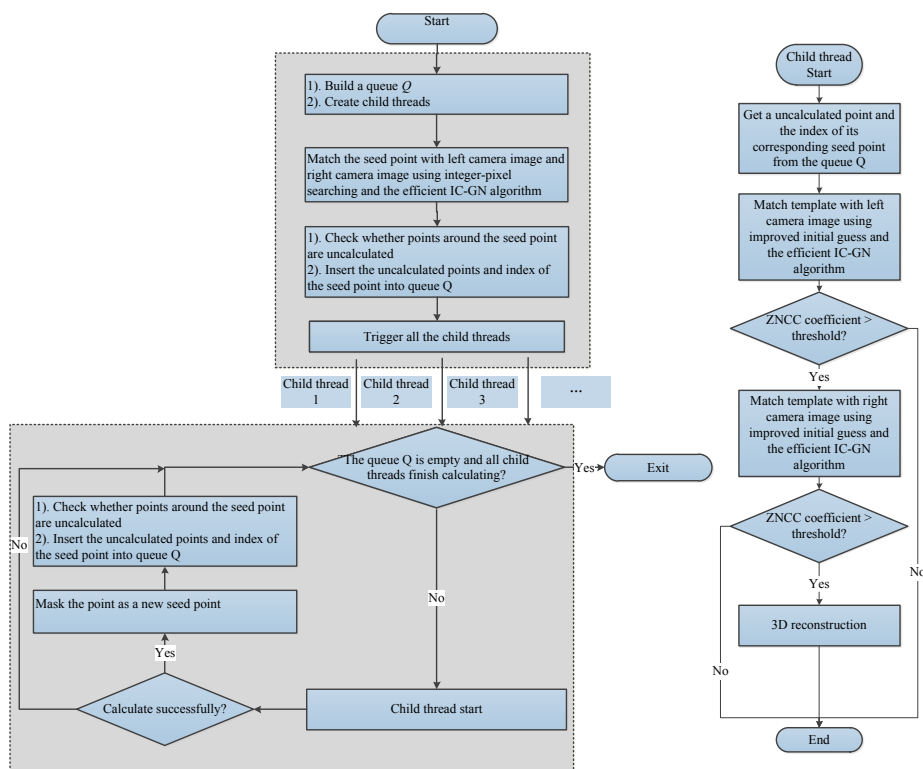 Start
1). Build a queue Q
2). Create child threads
Match the seed point with left camera image and
right camera image using integer-pixel
searching and the efficient IC-GN algorithm
1). Check whether points around the seed point
are uncalculated
2). Insert the uncalculated points and index of
the seed point into queue Q
Trigger all the child threads
Child thread
1
Child thread
2
Child thread
3
...
The queue Q is empty and all child
threads finish calculating?
Yes
Exit
1). Check whether points around the seed point
are uncalculated
2). Insert the uncalculated points and index of
the seed point into queue Q
No
Mask the point as a new seed point
No
Yes
Calculate successfully?
Child thread start
Child thread
Start
Get a uncalculated point and
the index of its
corresponding seed point
from the queue Q
Match template with left
camera image using
improved initial guess and
the efficient IC-GN
algorithm
ZNCC coefficient >
threshold?
Yes
Match template with right
camera image using
improved initial guess and
the efficient IC-GN
algorithm
ZNCC coefficient >
threshold?
No
Yes
3D reconstruction
No
End